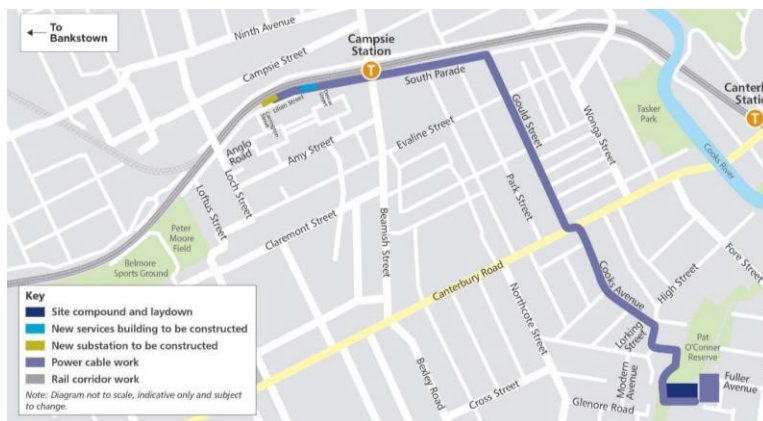 To
Bankstown
Ninth Avenue
Campsie
Station
T
Campsie Street
South Parade
Lilian Street
Anglo
Road
Amy Street
Evaline Street
Gould Street
Wonga Street
Tasker
Park
Canterbury
Station
T
Cooks River
Loch Street
Loftus Street
Claremont Street
Beamish Street
Park Street
Peter
Moore
Field
Belmore
Sports Ground
Canterbury Road
Fore Street
High Street
Cooks Avenue
Northcote Street
Lorking
Street
Pat
O'Conner
Reserve
Modern
Avenue
Fuller
Avenue
Bexley Road
Cross Street
Glenore Road
Key
Site compound and laydown
New services building to be constructed
New substation to be constructed
Power cable work
Rail corridor work
Note: Diagram not to scale, indicative only and subject
to change.